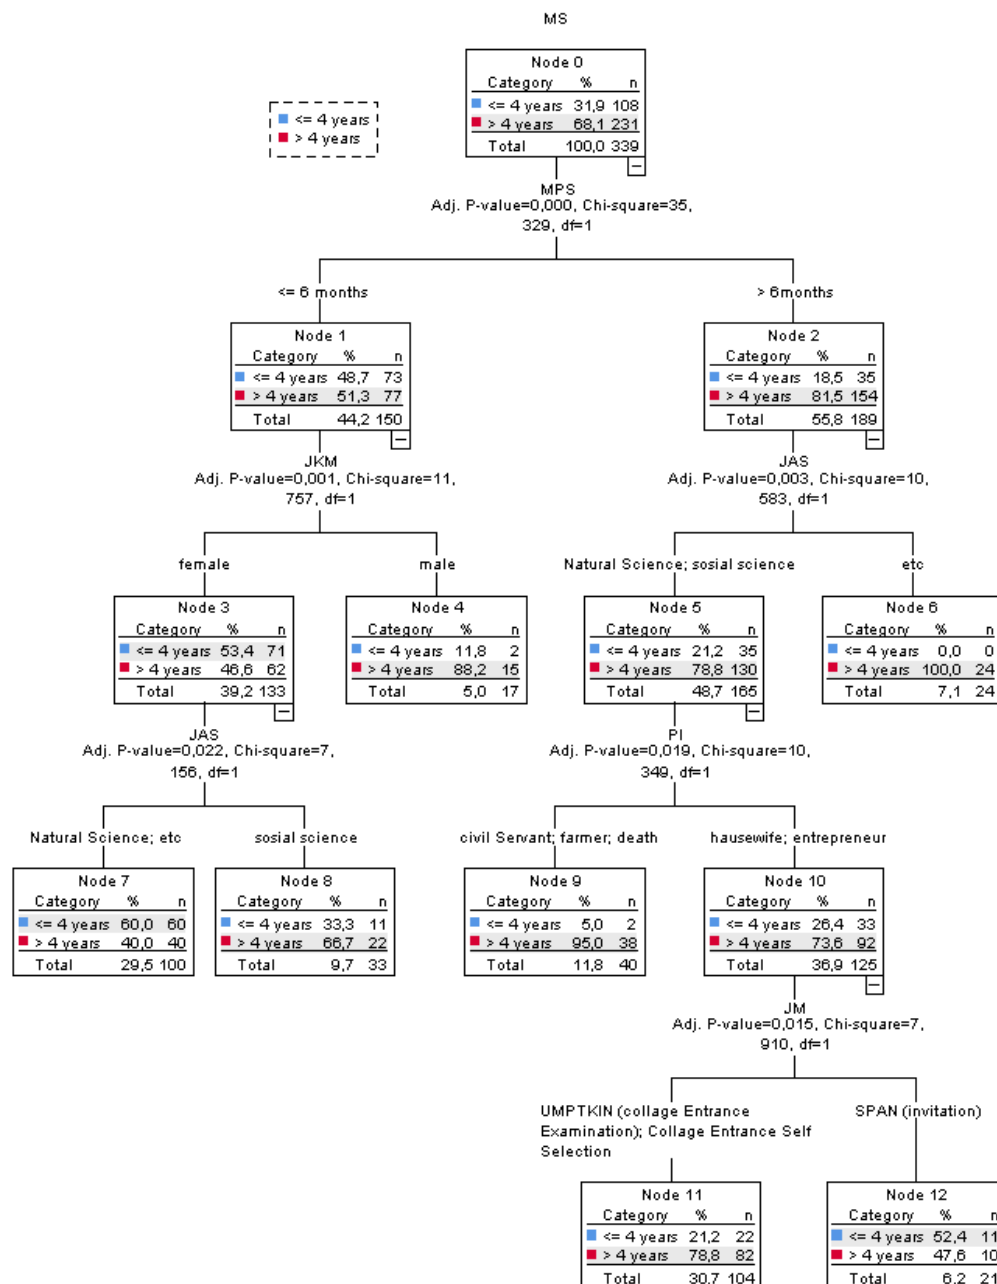 MS
<= 4 years
> 4 years
Node 0
Category % n
<= 4 years 31,9 108
> 4 years 68,1 231
Total 100,0 339
MPS
Adj. P-value=0,000, Chi-square=35,
329, df=1
<= 6 months
> 6months
Node 1
Category % n
<= 4 years 48,7 73
> 4 years 51,3 77
Total 44,2 150
Node 2
Category % n
<= 4 years 18,5 35
> 4 years 81,5 154
Total 55,8 189
JKM
Adj. P-value=0,001, Chi-square=11,
757, df=1
JAS
Adj. P-value=0,003, Chi-square=10,
583, df=1
female
male
Natural Science; sosial science
etc
Node 3
Category % n
<= 4 years 53,4 71
> 4 years 46,6 62
Total 39,2 133
Node 4
Category % n
<= 4 years 11,8 2
> 4 years 88,2 15
Total 5,0 17
Node 5
Category % n
<= 4 years 21,2 35
> 4 years 78,8 130
Total 48,7 165
Node 6
Category % n
<= 4 years 0,0 0
> 4 years 100,0 24
Total 7,1 24
JAS
Adj. P-value=0,022, Chi-square=7,
156, df=1
PI
Adj. P-value=0,019, Chi-square=10,
349, df=1
Natural Science; etc
sosial science
civil Servant; farmer; death
hausewife; entrepreneur
Node 7
Category % n
<= 4 years 60,0 60
> 4 years 40,0 40
Total 29,5 100
Node 8
Category % n
<= 4 years 33,3 11
> 4 years 66,7 22
Total 9,7 33
Node 9
Category % n
<= 4 years 5,0 2
> 4 years 95,0 38
Total 11,8 40
Node 10
Category % n
<= 4 years 26,4 33
> 4 years 73,6 92
Total 36,9 125
JM
Adj. P-value=0,015, Chi-square=7,
910, df=1
UMPTKIN (collage Entrance
Examination); Collage Entrance Self
Selection
SPAN (invitation)
Node 11
Category % n
<= 4 years 21,2 22
> 4 years 78,8 82
Total 30,7 104
Node 12
Category % n
<= 4 years 52,4 11
> 4 years 47,6 10
Total 6,2 21